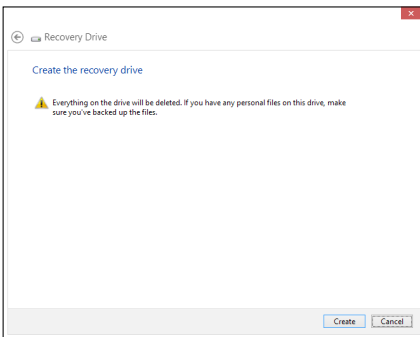 Recovery Drive
Create the recovery drive
Everything on the drive will be deleted. If you have any personal files on this drive, make
sure you've backed up the files.
Create Cancel